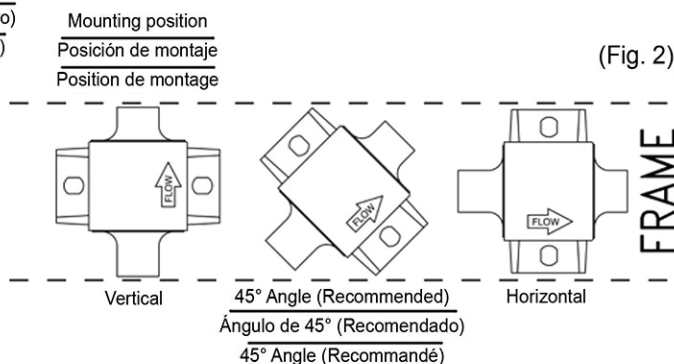 o)
)
Mounting position
Posición de montaje
Position de montage
(Fig. 2)
FLOW
FLOW
FLOW
FRAME
Vertical
45° Angle (Recommended)
Horizontal
Ángulo de 45° (Recomendado)
45° Angle (Recommandé)